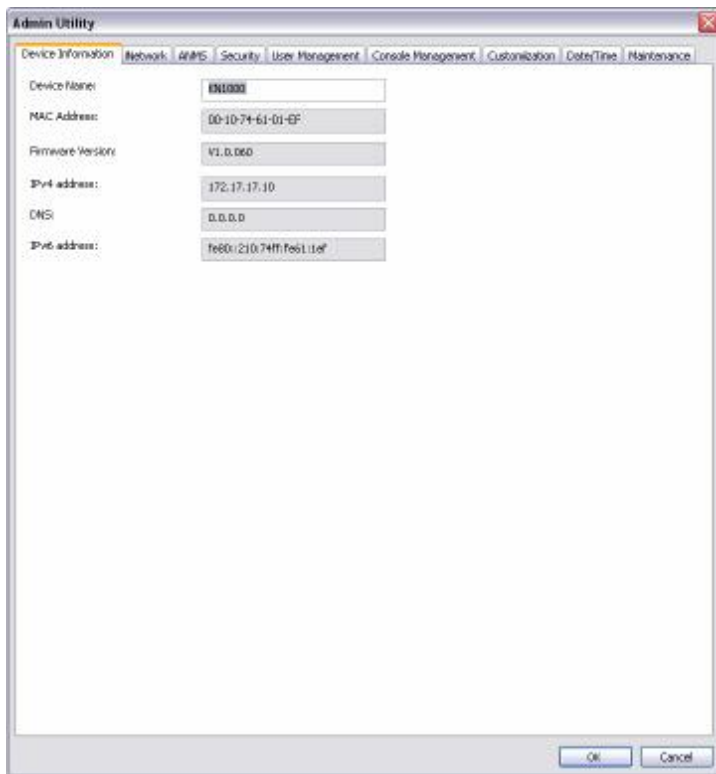 Admin Utility
Device Information Network ANMS Security User Management Console Management Customization Date/Time Maintenance
Device Name: KN1000
MAC Address: 00-10-74-61-01-EF
Firmware Version: V1.0.060
IPv4 address: 172.17.17.10
DNS: 0.0.0.0
IPv6 address: fe80::210:74ff:fe61:1ef
OK Cancel